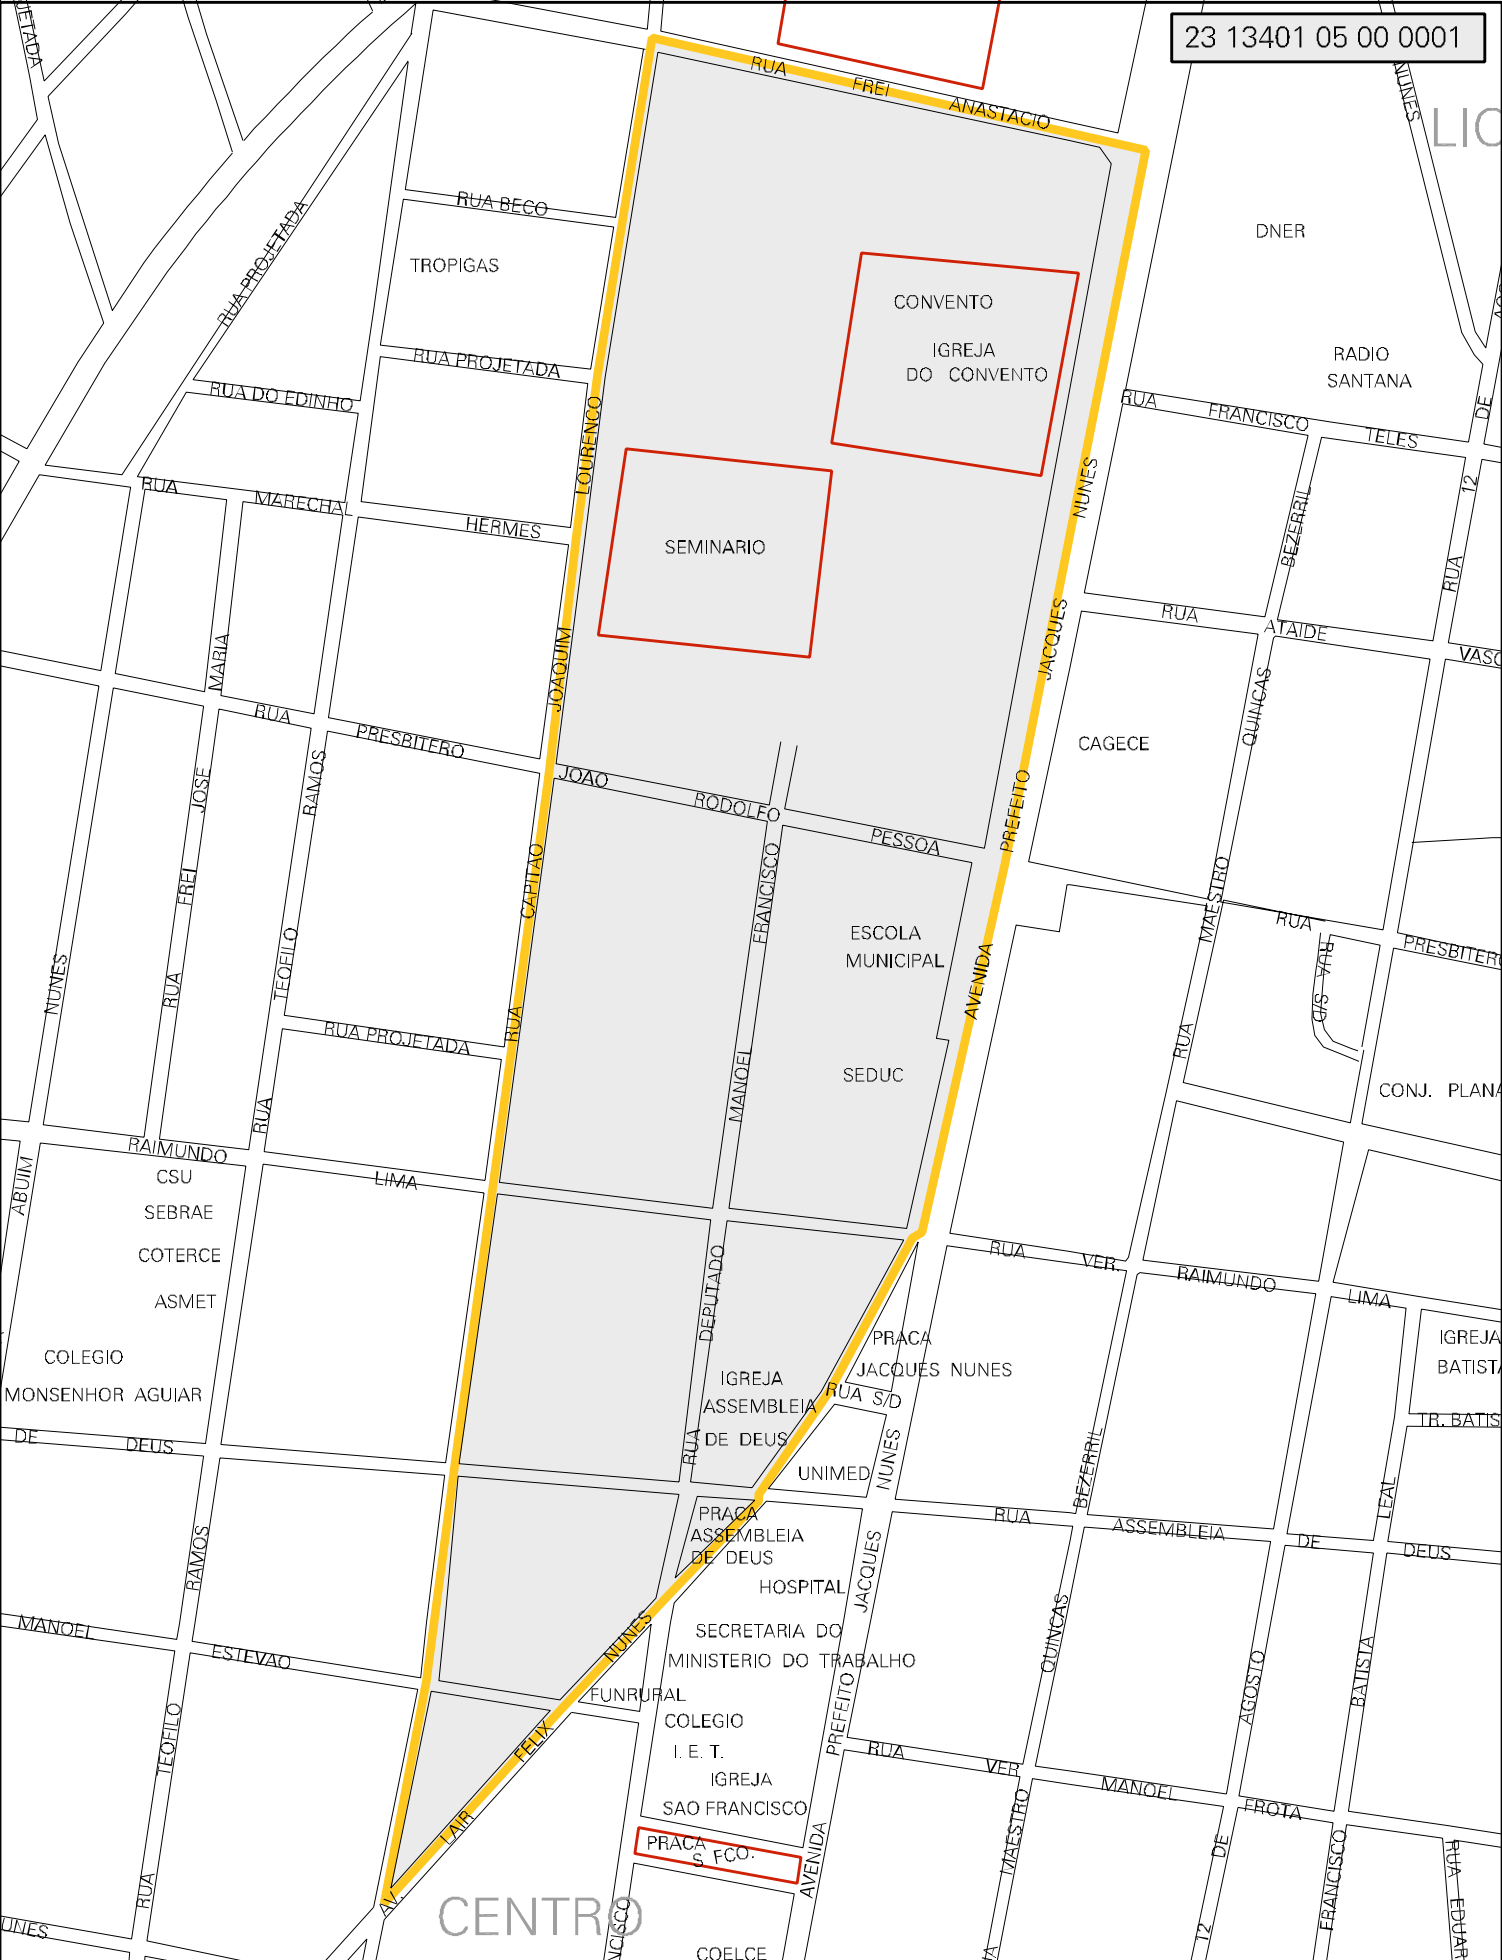 23 13401 05 00 0001
JETADA
RUA
FREI
ANASTACIO
NUNES
LIC
RUA BECO
DNER
RUA PROJETADA
TROPIGAS
CONVENTO
IGREJA
DO CONVENTO
RADIO
SANTANA
RUA PROJETADA
RUA DO EDINHO
RUA
FRANCISCO
TELES
DE
LOURENCO
RUA
MARECHAL
HERMES
NUNES
BEZERRIL
12
RUA
SEMINARIO
JACQUES
RUA
ATAIDE
VASC
MARIA
JOAQUIM
QUINCAS
RUA
PRESBITERO
CAGECE
JOAO
RODOLFO
PESSOA
JOSE
RAMOS
PREFEITO
FREI
CAPITAO
FRANCISCO
MAESTRO
ESCOLA
MUNICIPAL
RUA
PRESBITERO
RUA S/D
NUNES
RUA
TEOFILO
AVENIDA
RUA
RUA PROJETADA
RUA
MANOEL
SEDUC
CONJ. PLANA
RUA
RAIMUNDO
LIMA
ABUIM
CSU
SEBRAE
COTERCE
ASMET
DEPUTADO
RUA
VER.
RAIMUNDO
LIMA
COLEGIO
MONSENHOR AGUIAR
PRACA
JACQUES NUNES
IGREJA
BATISTA
IGREJA
ASSEMBLEIA
DE DEUS
RUA S/D
TR. BATIS
DE
DEUS
RUA
UNIMED
NUNES
BEZERRIL
LEAL
PRACA
ASSEMBLEIA
DE DEUS
RUA
ASSEMBLEIA
DE
DEUS
RAMOS
JACQUES
HOSPITAL
MANOEL
ESTEVAO
NUNES
SECRETARIA DO
MINISTERIO DO TRABALHO
QUINCAS
AGOSTO
BATISTA
FUNRURAL
TEOFILO
FELIX
COLEGIO
I. E. T.
PREFEITO
RUA
VER
MANOEL
FROTA
IGREJA
SAO FRANCISCO
LAIR
PRACA
S FCO.
MAESTRO
DE
AVENIDA
FRANCISCO
RUA EDUAR
RUA
AV.
CENTRO
UNES
NCISCO
12
COELCE